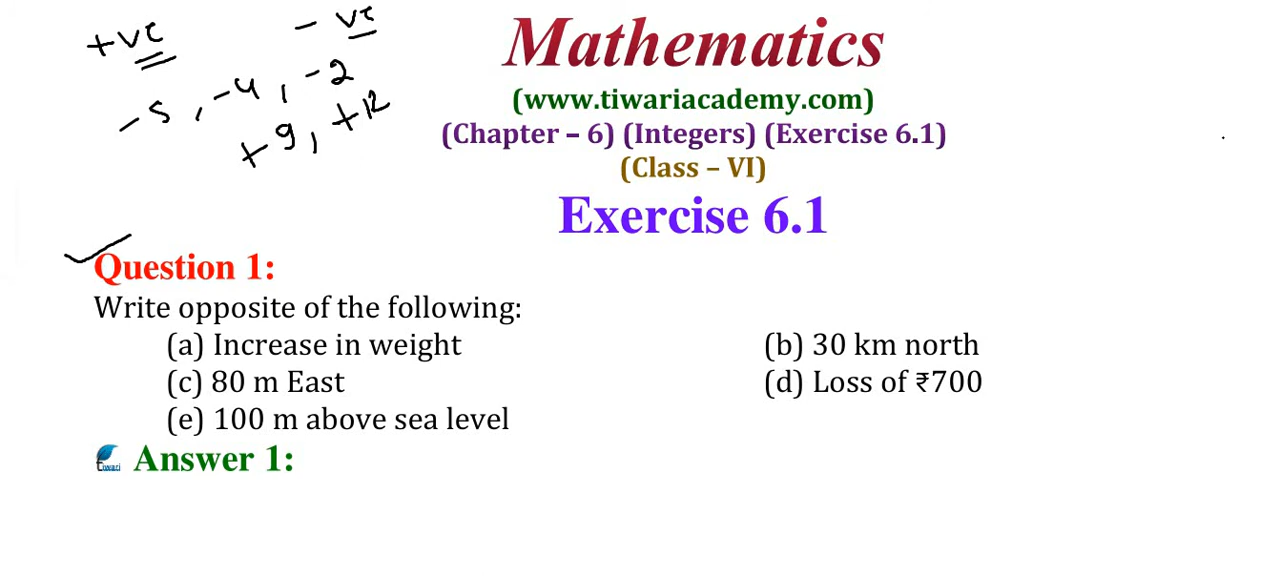 +ve
- ve
-5, -4, -2
+9, +12
Mathematics
(www.tiwariacademy.com)
(Chapter – 6) (Integers) (Exercise 6.1)
(Class – VI)
Exercise 6.1
Question 1:
Write opposite of the following:
(a) Increase in weight (b) 30 km north
(c) 80 m East (d) Loss of ₹700
(e) 100 m above sea level
Tiwari Answer 1: